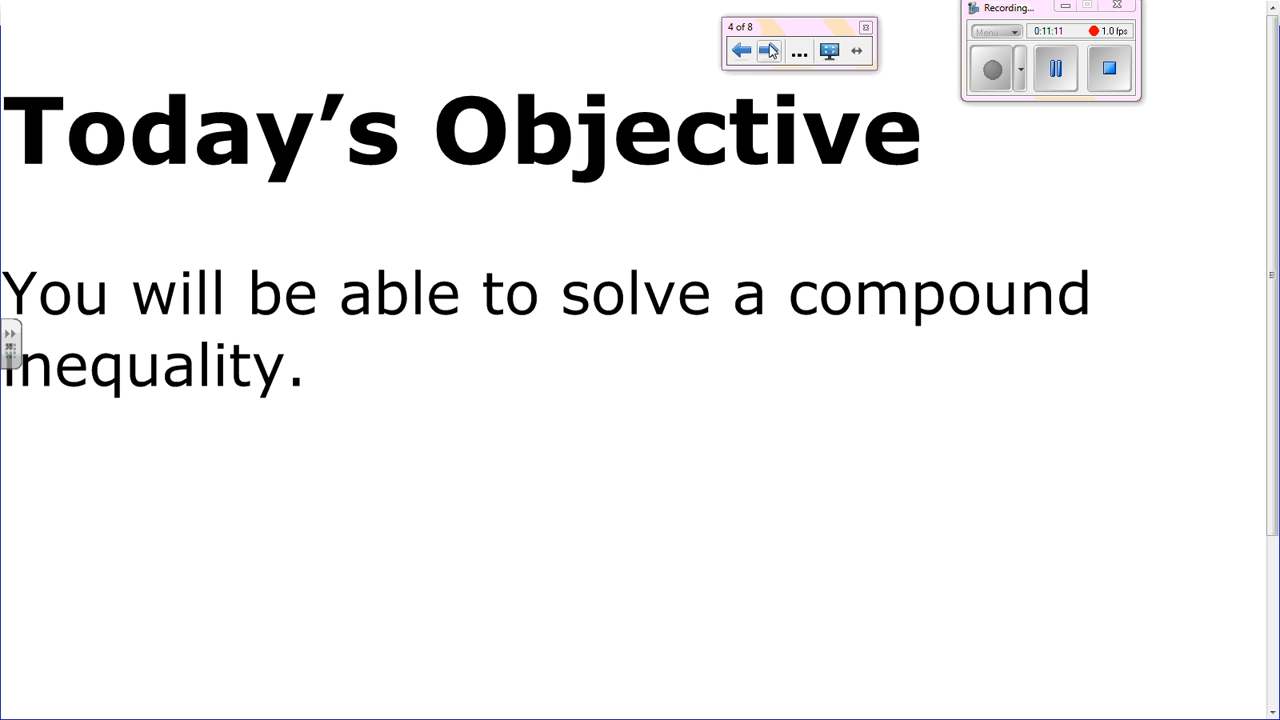 Recording...
4 of 8
Menu 0:11:11 1.0 fps
...
Today’s Objective
You will be able to solve a compound
inequality.